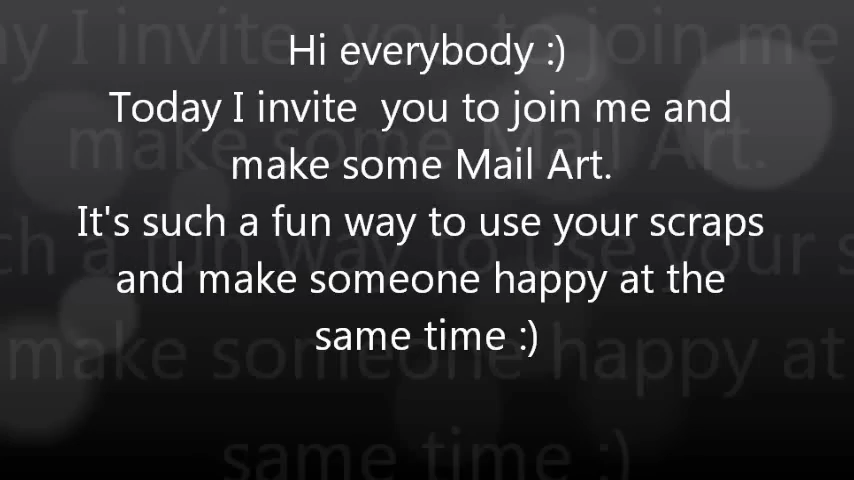 Hi everybody :)
Today I invite  you to join me and
make some Mail Art.
It's such a fun way to use your scraps
and make someone happy at the
same time :)